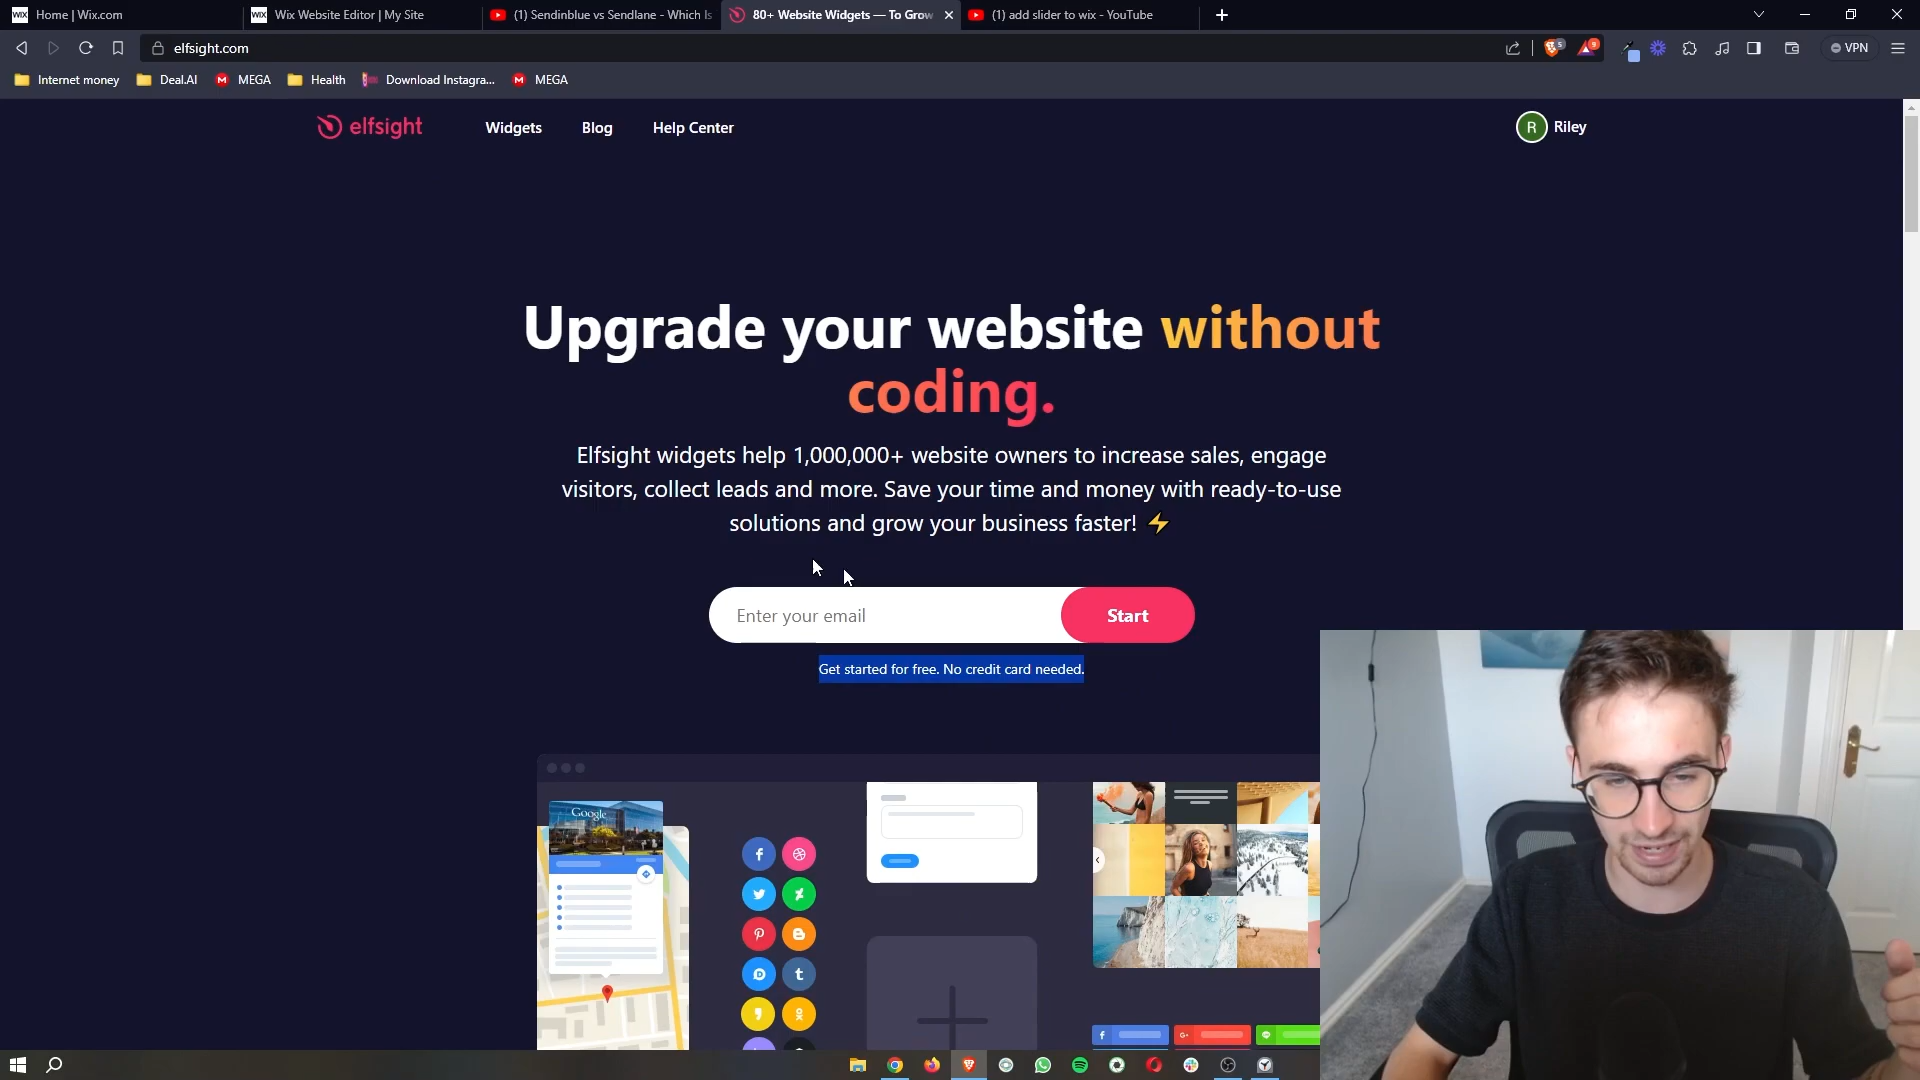 WIX Home | Wix.com
WIX Wix Website Editor | My Site
(1) Sendinblue vs Sendlane - Which Is
80+ Website Widgets — To Grow
(1) add slider to wix - YouTube
elfsight.com
VPN
Internet money
Deal.AI
MEGA
Health
Download Instagra...
MEGA
elfsight
Widgets
Blog
Help Center
R Riley
Upgrade your website without
coding.
Elfsight widgets help 1,000,000+ website owners to increase sales, engage
visitors, collect leads and more. Save your time and money with ready-to-use
solutions and grow your business faster! ⚡
Enter your email
Start
Get started for free. No credit card needed.
Google